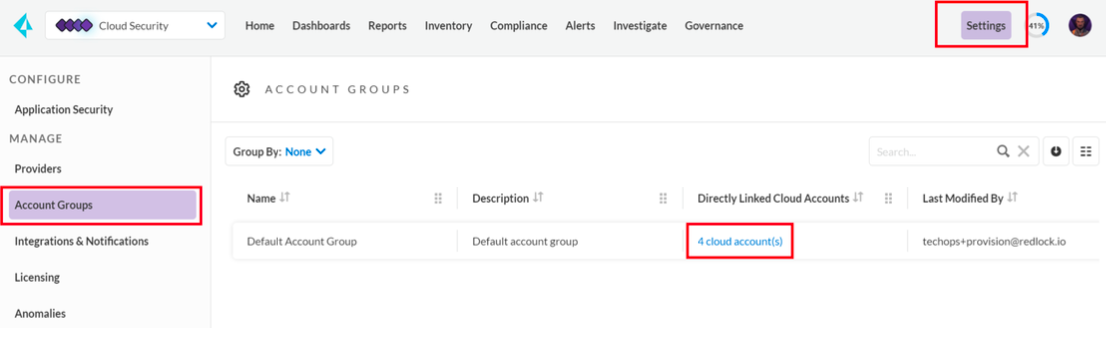 Cloud Security Home Dashboards Reports Inventory Compliance Alerts Investigate Governance Settings 41%
CONFIGURE
Application Security
MANAGE
Providers
Account Groups
Integrations & Notifications
Licensing
Anomalies
ACCOUNT GROUPS
Group By: None
Search...
Name Description Directly Linked Cloud Accounts Last Modified By
Default Account Group Default account group 4 cloud account(s) techops+provision@redlock.io